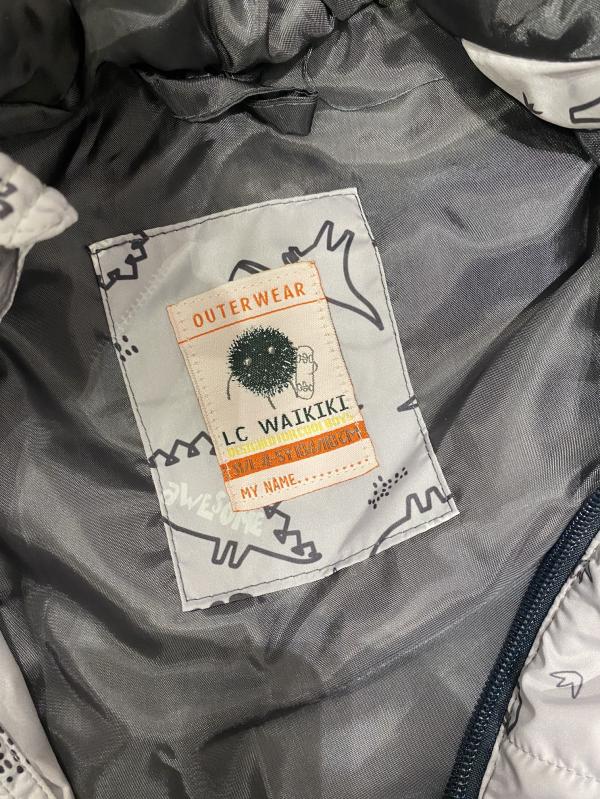 OUTERWEAR
LC WAIKIKI
DESIGNED FOR COOL BOYS
MY NAME..........
AWESOME